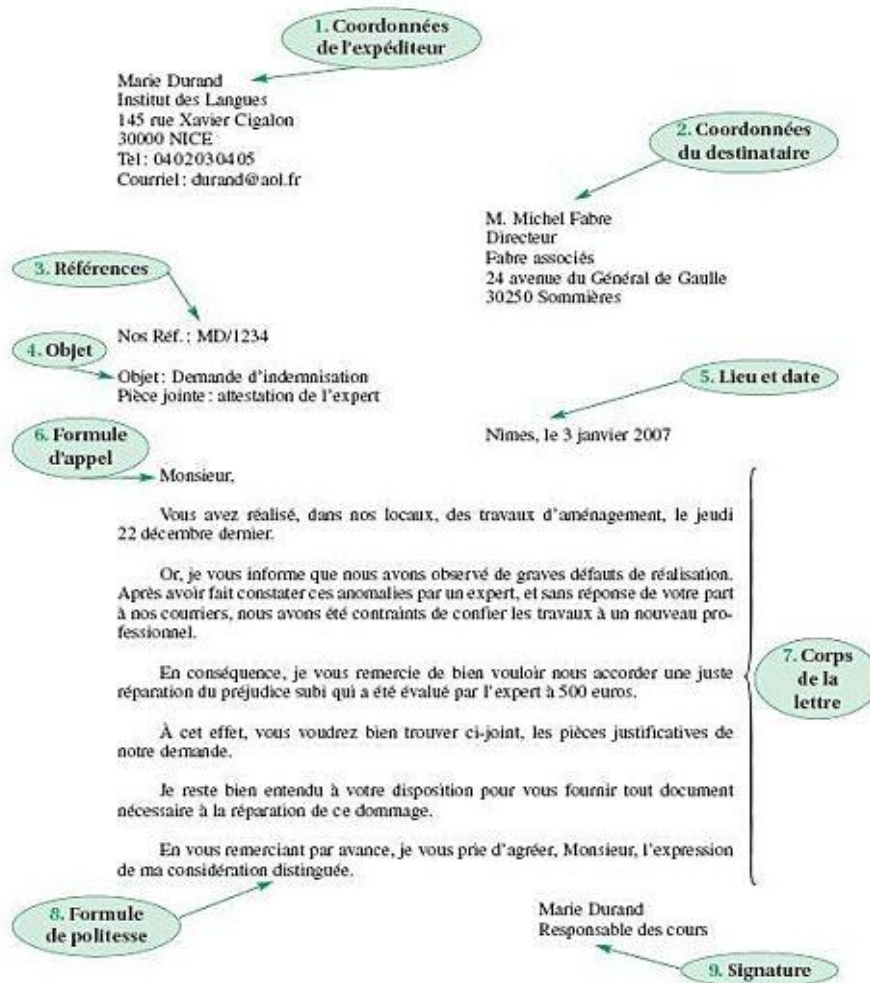 1. Coordonnées
de l'expéditeur
Marie Durand
Institut des Langues
145 rue Xavier Cigalon
30000 NICE
Tel : 0402030405
Courriel : durand@aol.fr
2. Coordonnées
du destinataire
M. Michel Fabre
Directeur
Fabre associés
24 avenue du Général de Gaulle
30250 Sommières
3. Références
Nos Réf. : MD/1234
4. Objet
Objet : Demande d'indemnisation
Pièce jointe : attestation de l'expert
5. Lieu et date
Nîmes, le 3 janvier 2007
6. Formule
d'appel
Monsieur,
Vous avez réalisé, dans nos locaux, des travaux d'aménagement, le jeudi
22 décembre dernier.
Or, je vous informe que nous avons observé de graves défauts de réalisation.
Après avoir fait constater ces anomalies par un expert, et sans réponse de votre part
à nos courriers, nous avons été contraints de confier les travaux à un nouveau pro-
fessionnel.
En conséquence, je vous remercie de bien vouloir nous accorder une juste
réparation du préjudice subi qui a été évalué par l'expert à 500 euros.
À cet effet, vous voudrez bien trouver ci-joint, les pièces justificatives de
notre demande.
Je reste bien entendu à votre disposition pour vous fournir tout document
nécessaire à la réparation de ce dommage.
En vous remerciant par avance, je vous prie d'agréer, Monsieur, l'expression
de ma considération distinguée.
7. Corps
de la
lettre
8. Formule
de politesse
Marie Durand
Responsable des cours
9. Signature